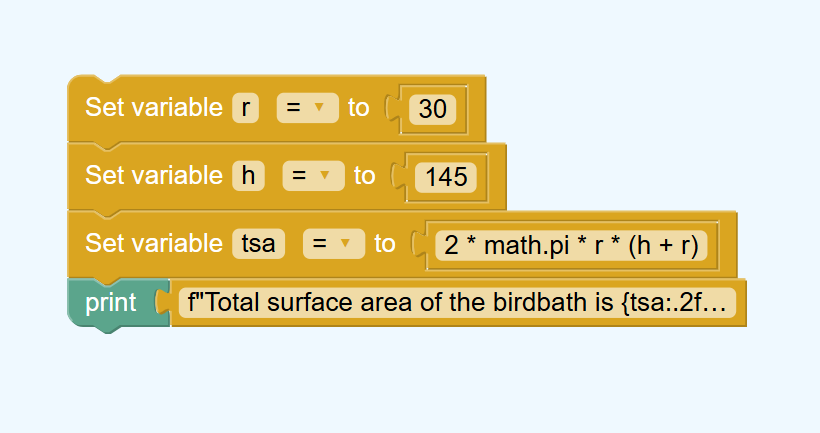 Set variable r = to 30
Set variable h = to 145
Set variable tsa = to 2 * math.pi * r * (h + r)
print f"Total surface area of the birdbath is {tsa:.2f…